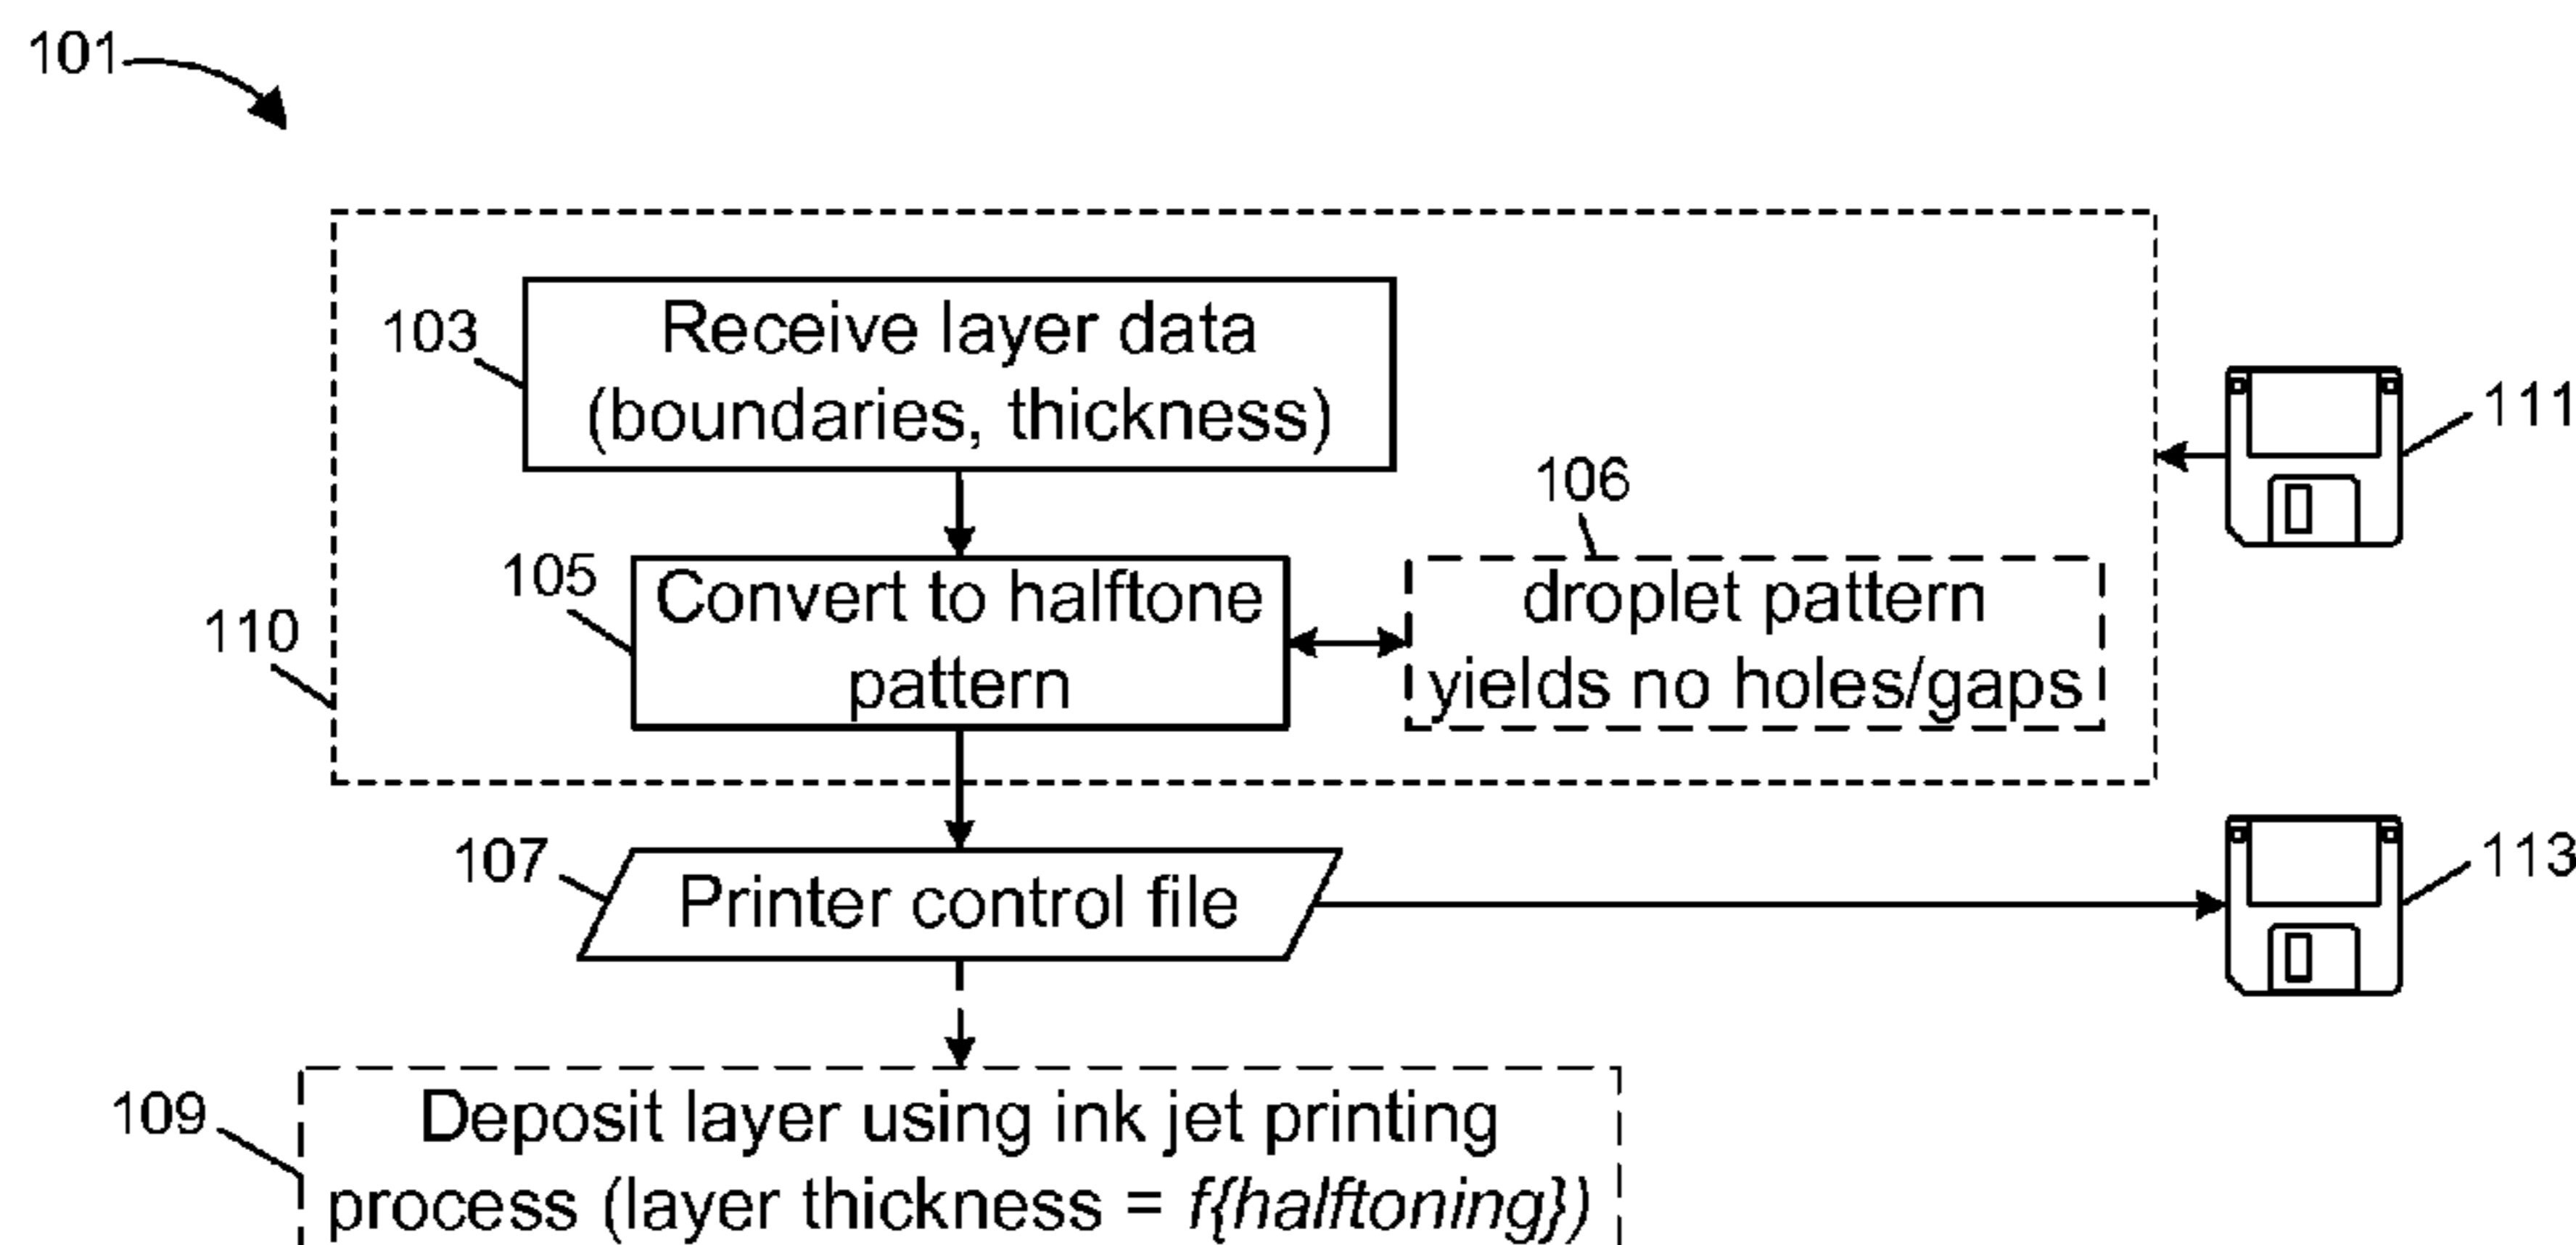 101
103
Receive layer data
(boundaries, thickness)
111
106
105
Convert to halftone
pattern
droplet pattern
yields no holes/gaps
110
107
Printer control file
113
109
Deposit layer using ink jet printing
process (layer thickness = f{halftoning})